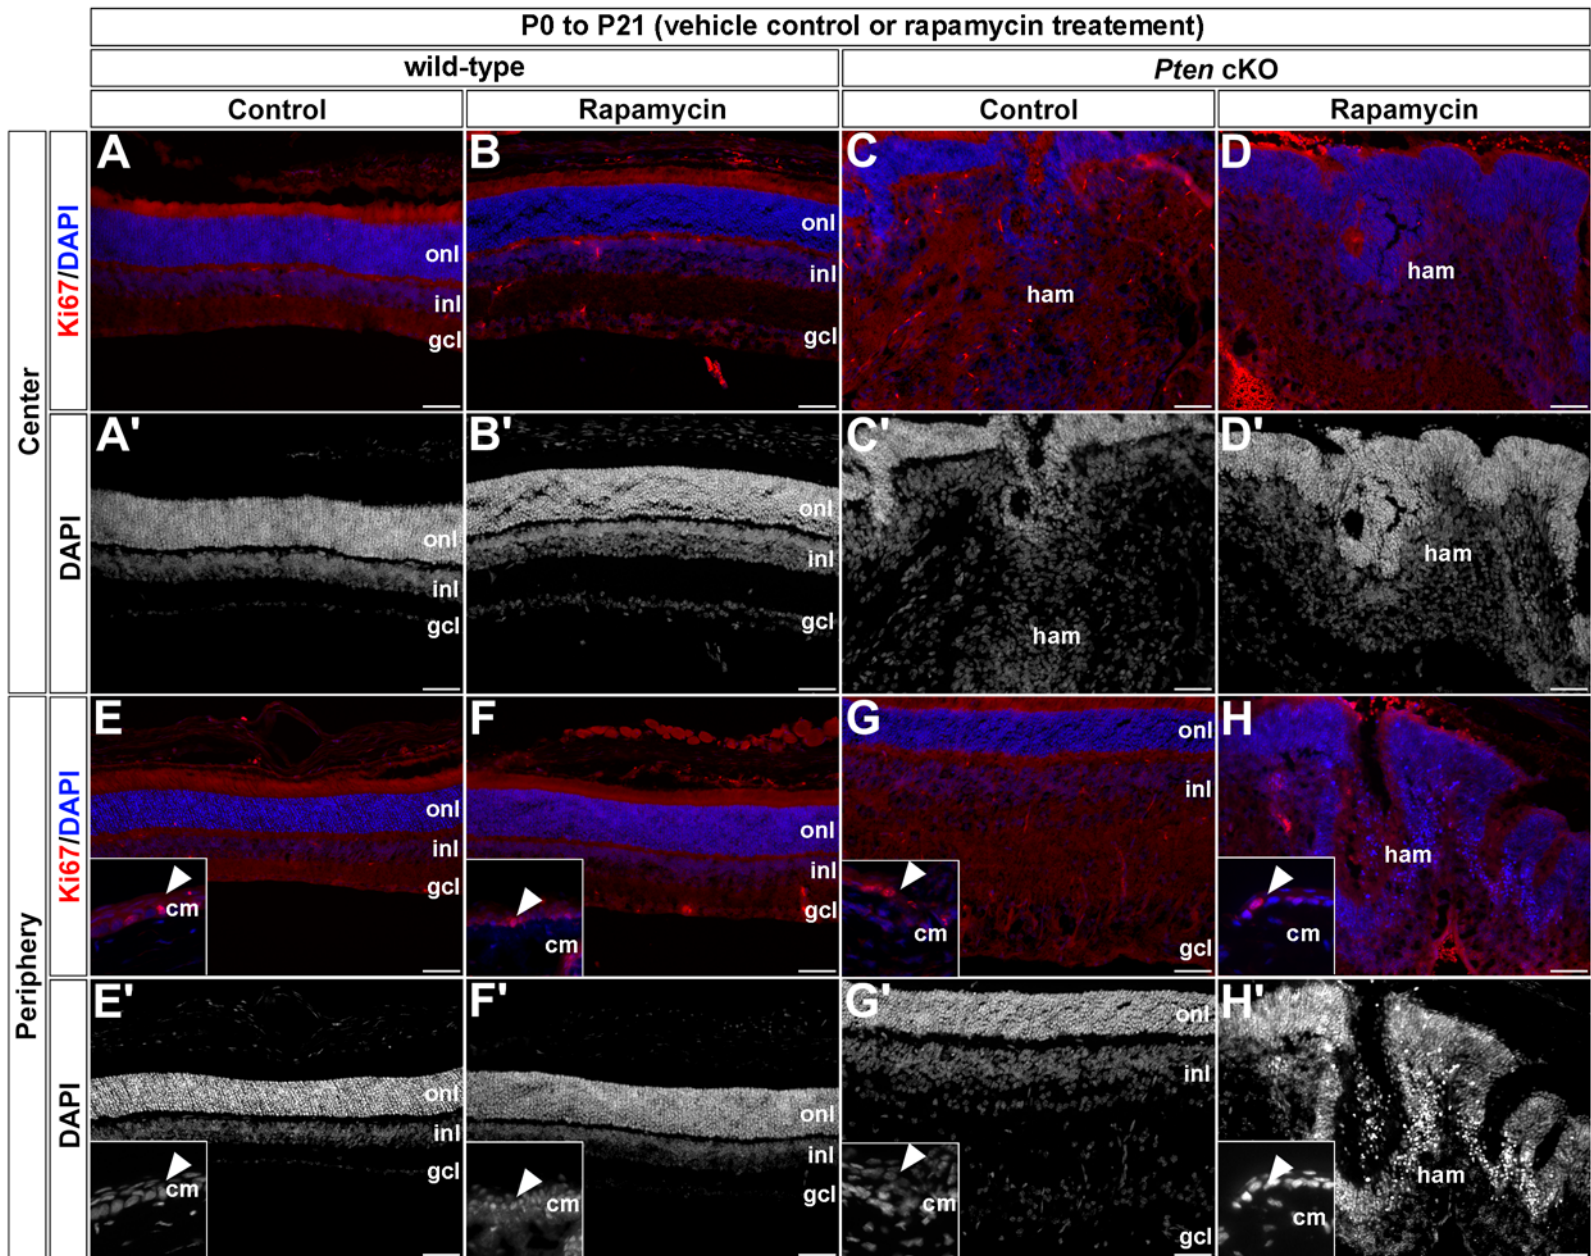 P0 to P21 (vehicle control or rapamycin treatement)
wild-type
Pten cKO
Control
Rapamycin
Control
Rapamycin
Center
Ki67/DAPI
A
onl
inl
gcl
B
onl
inl
gcl
C
ham
D
ham
DAPI
A'
onl
inl
gcl
B'
onl
inl
gcl
C'
ham
D'
ham
Periphery
Ki67/DAPI
E
onl
inl
gcl
cm
F
onl
inl
gcl
cm
G
onl
inl
gcl
cm
H
ham
cm
DAPI
E'
onl
inl
gcl
cm
F'
onl
inl
gcl
cm
G'
onl
inl
gcl
cm
H'
ham
cm